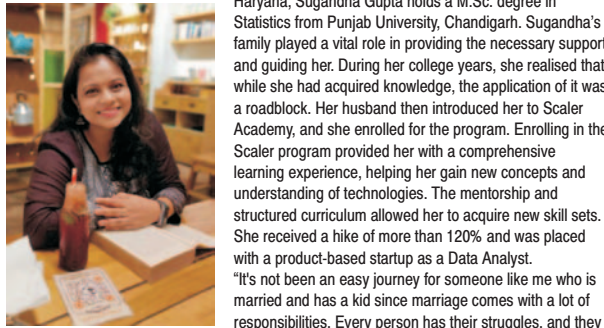 Haryana, Sugandha Gupta holds a M.Sc. degree in
Statistics from Punjab University, Chandigarh. Sugandha's
family played a vital role in providing the necessary support
and guiding her. During her college years, she realised that
while she had acquired knowledge, the application of it was
a roadblock. Her husband then introduced her to Scaler
Academy, and she enrolled for the program. Enrolling in the
Scaler program provided her with a comprehensive
learning experience, helping her gain new concepts and
understanding of technologies. The mentorship and
structured curriculum allowed her to acquire new skill sets.
She received a hike of more than 120% and was placed
with a product-based startup as a Data Analyst.
“It's not been an easy journey for someone like me who is
married and has a kid since marriage comes with a lot of
responsibilities. Every person has their struggles, and they